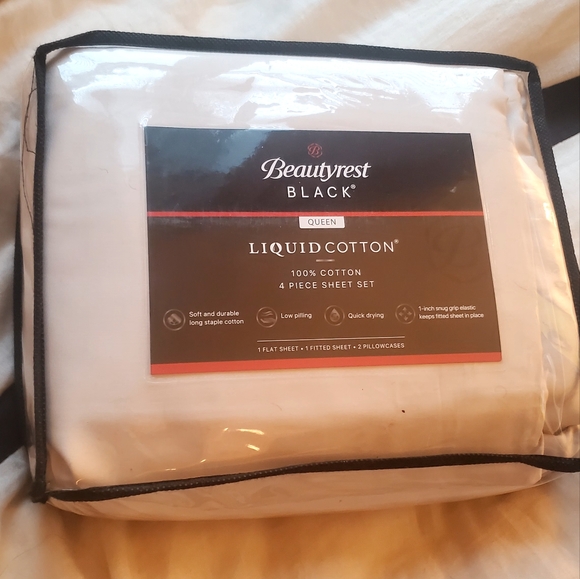 B
Beautyrest
BLACK®
QUEEN
LIQUIDCOTTON®
100% COTTON
4 PIECE SHEET SET
Soft and durable
long staple cotton
Low pilling
Quick drying
1-inch snug grip elastic
keeps fitted sheet in place
1 FLAT SHEET • 1 FITTED SHEET • 2 PILLOWCASES